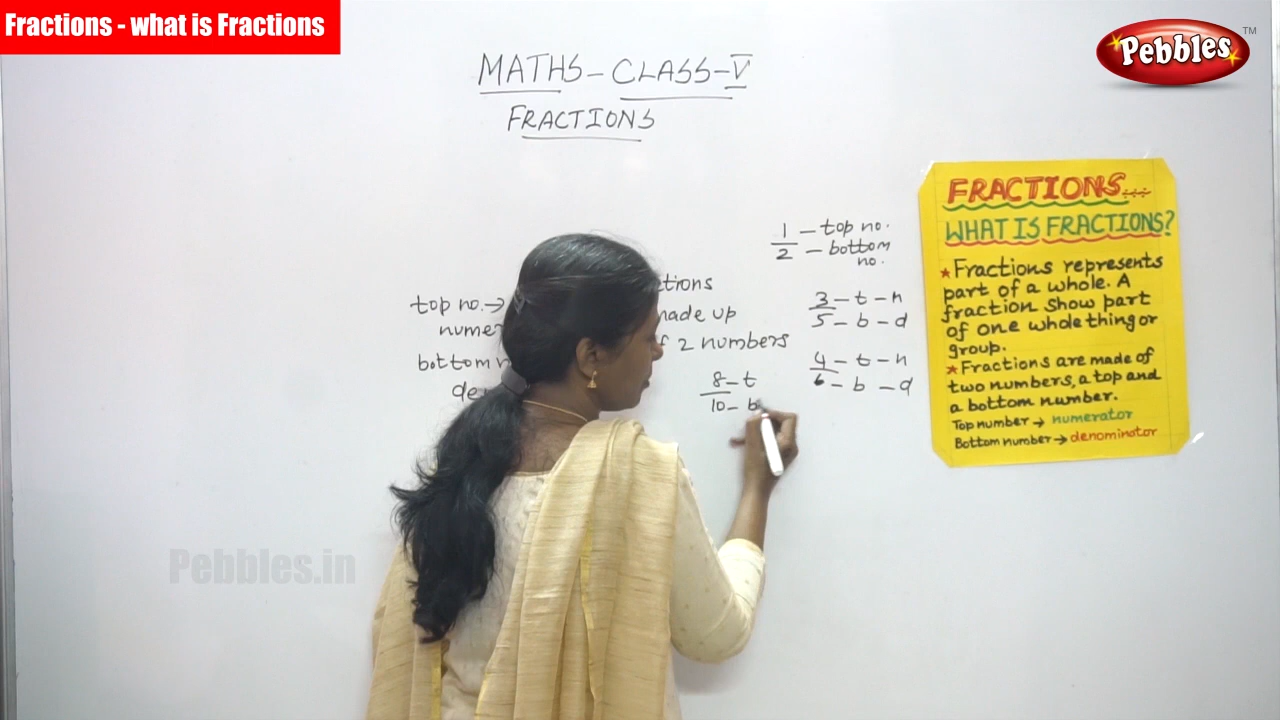 Fractions - what is Fractions
Pebbles TM
MATHS - CLASS - V
FRACTIONS
1 - top no.
2 - bottom
no.
top no. →
3 - t - n
5 - b - d
made up
2 numbers
4 - t - n
6 - b - d
8 - t
10 - b
FRACTIONS...
WHAT IS FRACTIONS?
★ Fractions represents
part of a whole. A
fraction show part
of one whole thing or
group.
★ Fractions are made of
two numbers, a top and
a bottom number.
Top number → numerator
Bottom number → denominator
Pebbles.in